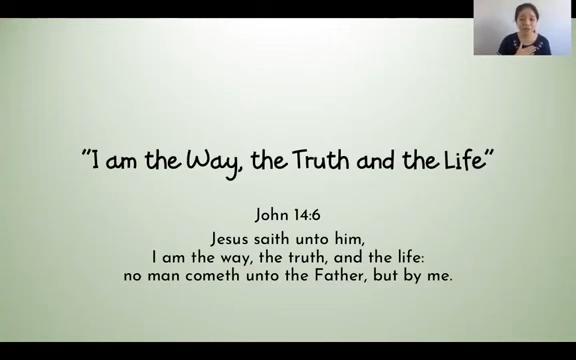 "I am the Way, the Truth and the Life"
John 14:6
Jesus saith unto him,
I am the way, the truth, and the life:
no man cometh unto the Father, but by me.